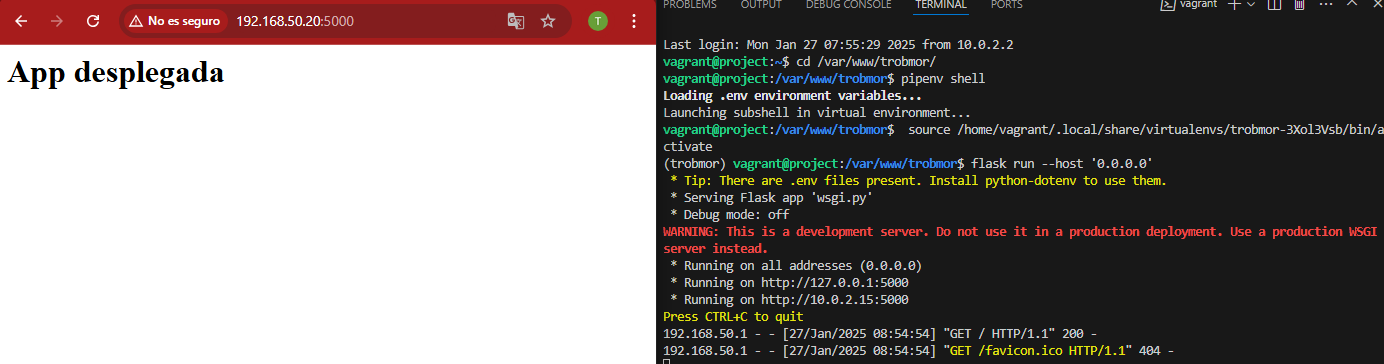 No es seguro 192.168.50.20:5000 T
App desplegada
PROBLEMS OUTPUT DEBUG CONSOLE TERMINAL PORTS vagrant
Last login: Mon Jan 27 07:55:29 2025 from 10.0.2.2
vagrant@project:~$ cd /var/www/trobmor/
vagrant@project:/var/www/trobmor$ pipenv shell
Loading .env environment variables...
Launching subshell in virtual environment...
vagrant@project:/var/www/trobmor$  source /home/vagrant/.local/share/virtualenvs/trobmor-3Xol3Vsb/bin/a
ctivate
(trobmor) vagrant@project:/var/www/trobmor$ flask run --host '0.0.0.0'
 * Tip: There are .env files present. Install python-dotenv to use them.
 * Serving Flask app 'wsgi.py'
 * Debug mode: off
WARNING: This is a development server. Do not use it in a production deployment. Use a production WSGI
server instead.
 * Running on all addresses (0.0.0.0)
 * Running on http://127.0.0.1:5000
 * Running on http://10.0.2.15:5000
Press CTRL+C to quit
192.168.50.1 - - [27/Jan/2025 08:54:54] "GET / HTTP/1.1" 200 -
192.168.50.1 - - [27/Jan/2025 08:54:54] "GET /favicon.ico HTTP/1.1" 404 -